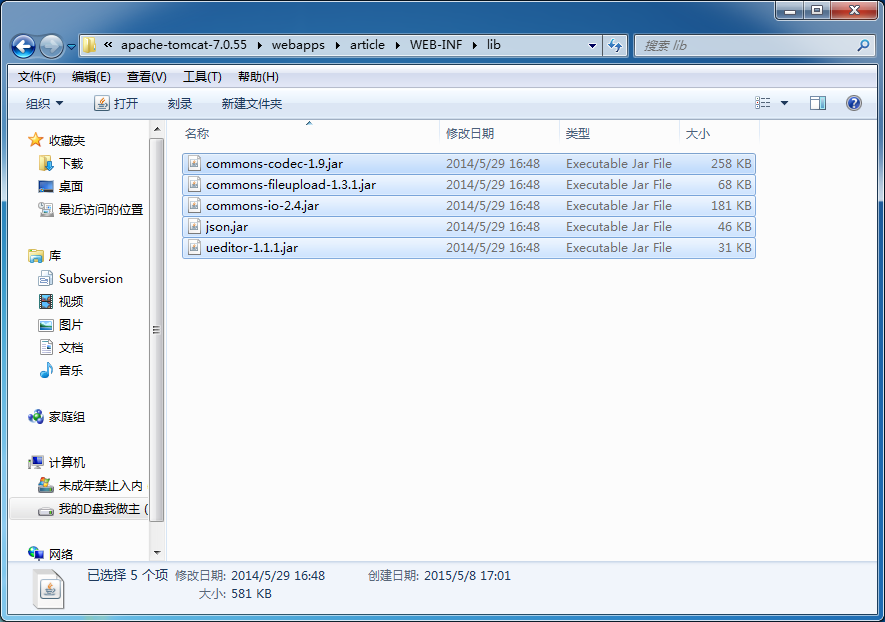 « apache-tomcat-7.0.55 ▸ webapps ▸ article ▸ WEB-INF ▸ lib
搜索 lib
文件(F) 编辑(E) 查看(V) 工具(T) 帮助(H)
组织 打开 刻录 新建文件夹
名称 修改日期 类型 大小
commons-codec-1.9.jar 2014/5/29 16:48 Executable Jar File 258 KB
commons-fileupload-1.3.1.jar 2014/5/29 16:48 Executable Jar File 68 KB
commons-io-2.4.jar 2014/5/29 16:48 Executable Jar File 181 KB
json.jar 2014/5/29 16:48 Executable Jar File 46 KB
ueditor-1.1.1.jar 2014/5/29 16:48 Executable Jar File 31 KB
收藏夹
下载
桌面
最近访问的位置
库
Subversion
视频
图片
文档
音乐
家庭组
计算机
未成年禁止入内
我的D盘我做主 (
网络
已选择 5 个项 修改日期: 2014/5/29 16:48 创建日期: 2015/5/8 17:01
大小: 581 KB